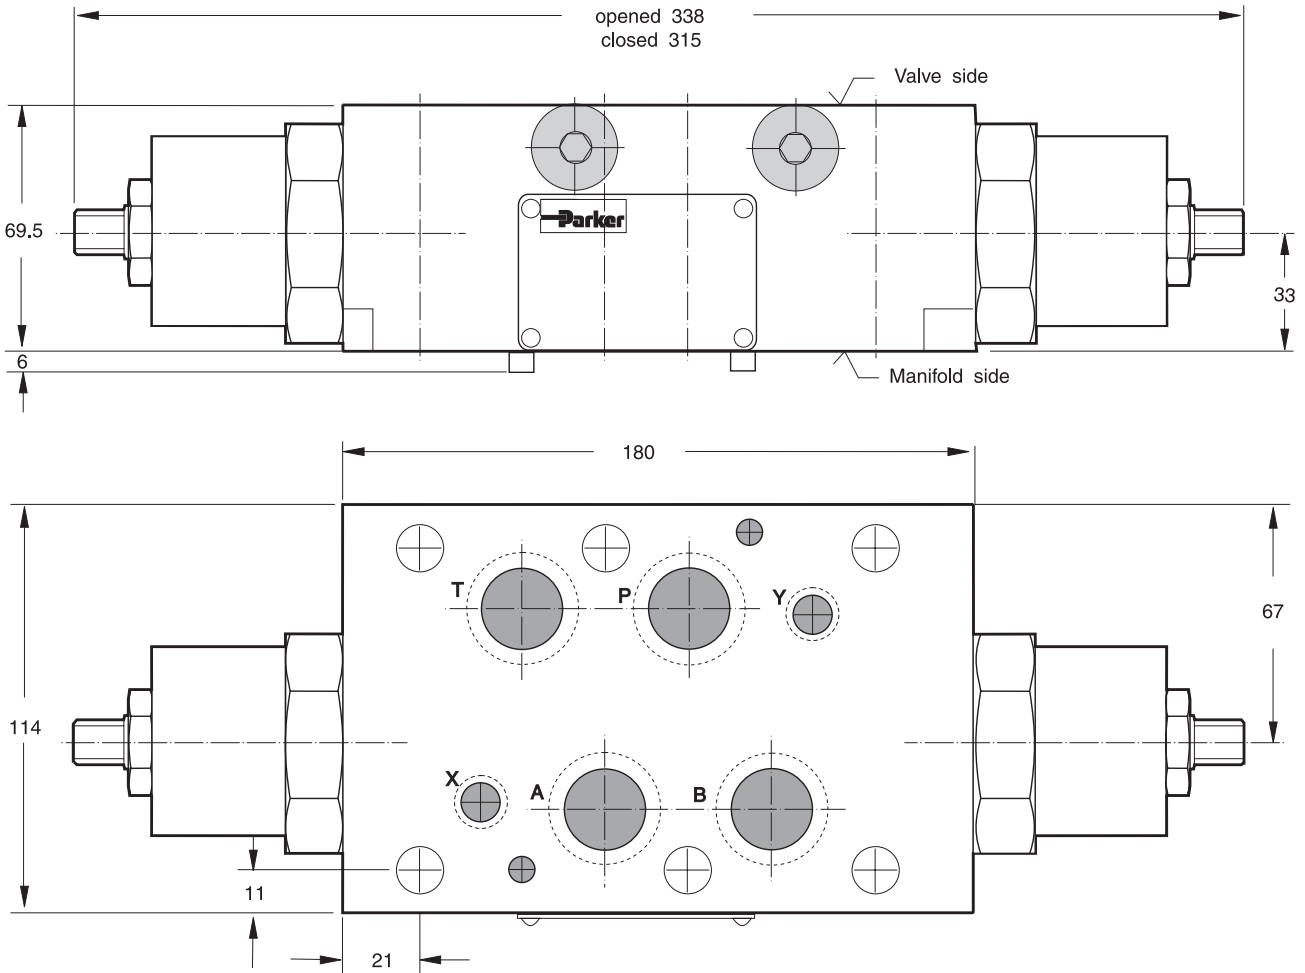 opened 338
closed 315
Valve side
69.5
Parker
33
6
Manifold side
180
T
P
Y
67
114
X
A
B
11
21